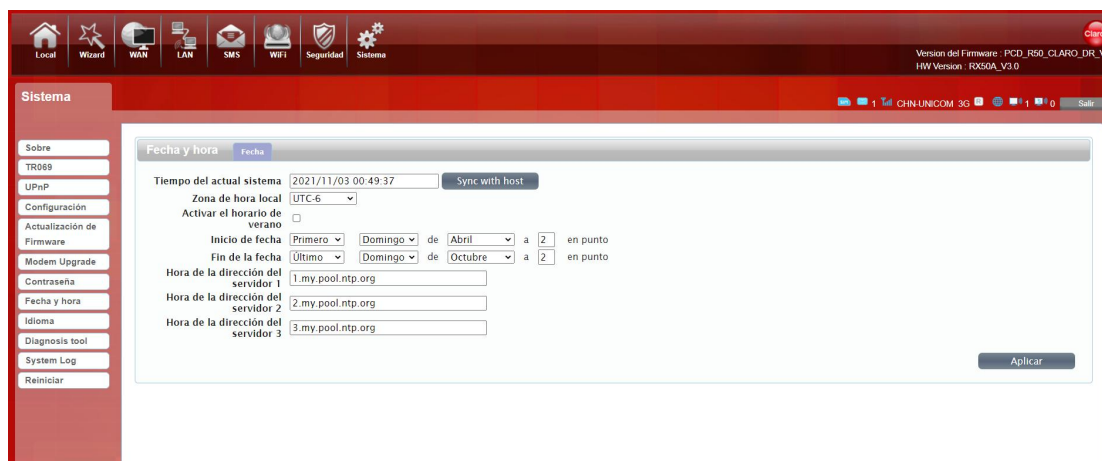 Local Wizard WAN LAN SMS WiFi Seguridad Sistema
Claro
Version del Firmware : PCD_R50_CLARO_DR_V
HW Version : RX50A_V3.0
Sistema
1 CHN-UNICOM 3G 1 0 Salir
Sobre
TR069
UPnP
Configuración
Actualización de
Firmware
Modem Upgrade
Contraseña
Fecha y hora
Idioma
Diagnosis tool
System Log
Reiniciar
Fecha y hora Fecha
Tiempo del actual sistema 2021/11/03 00:49:37 Sync with host
Zona de hora local UTC-6
Activar el horario de
verano
Inicio de fecha Primero Domingo de Abril a 2 en punto
Fin de la fecha Último Domingo de Octubre a 2 en punto
Hora de la dirección del
servidor 1 1.my.pool.ntp.org
Hora de la dirección del
servidor 2 2.my.pool.ntp.org
Hora de la dirección del
servidor 3 3.my.pool.ntp.org
Aplicar